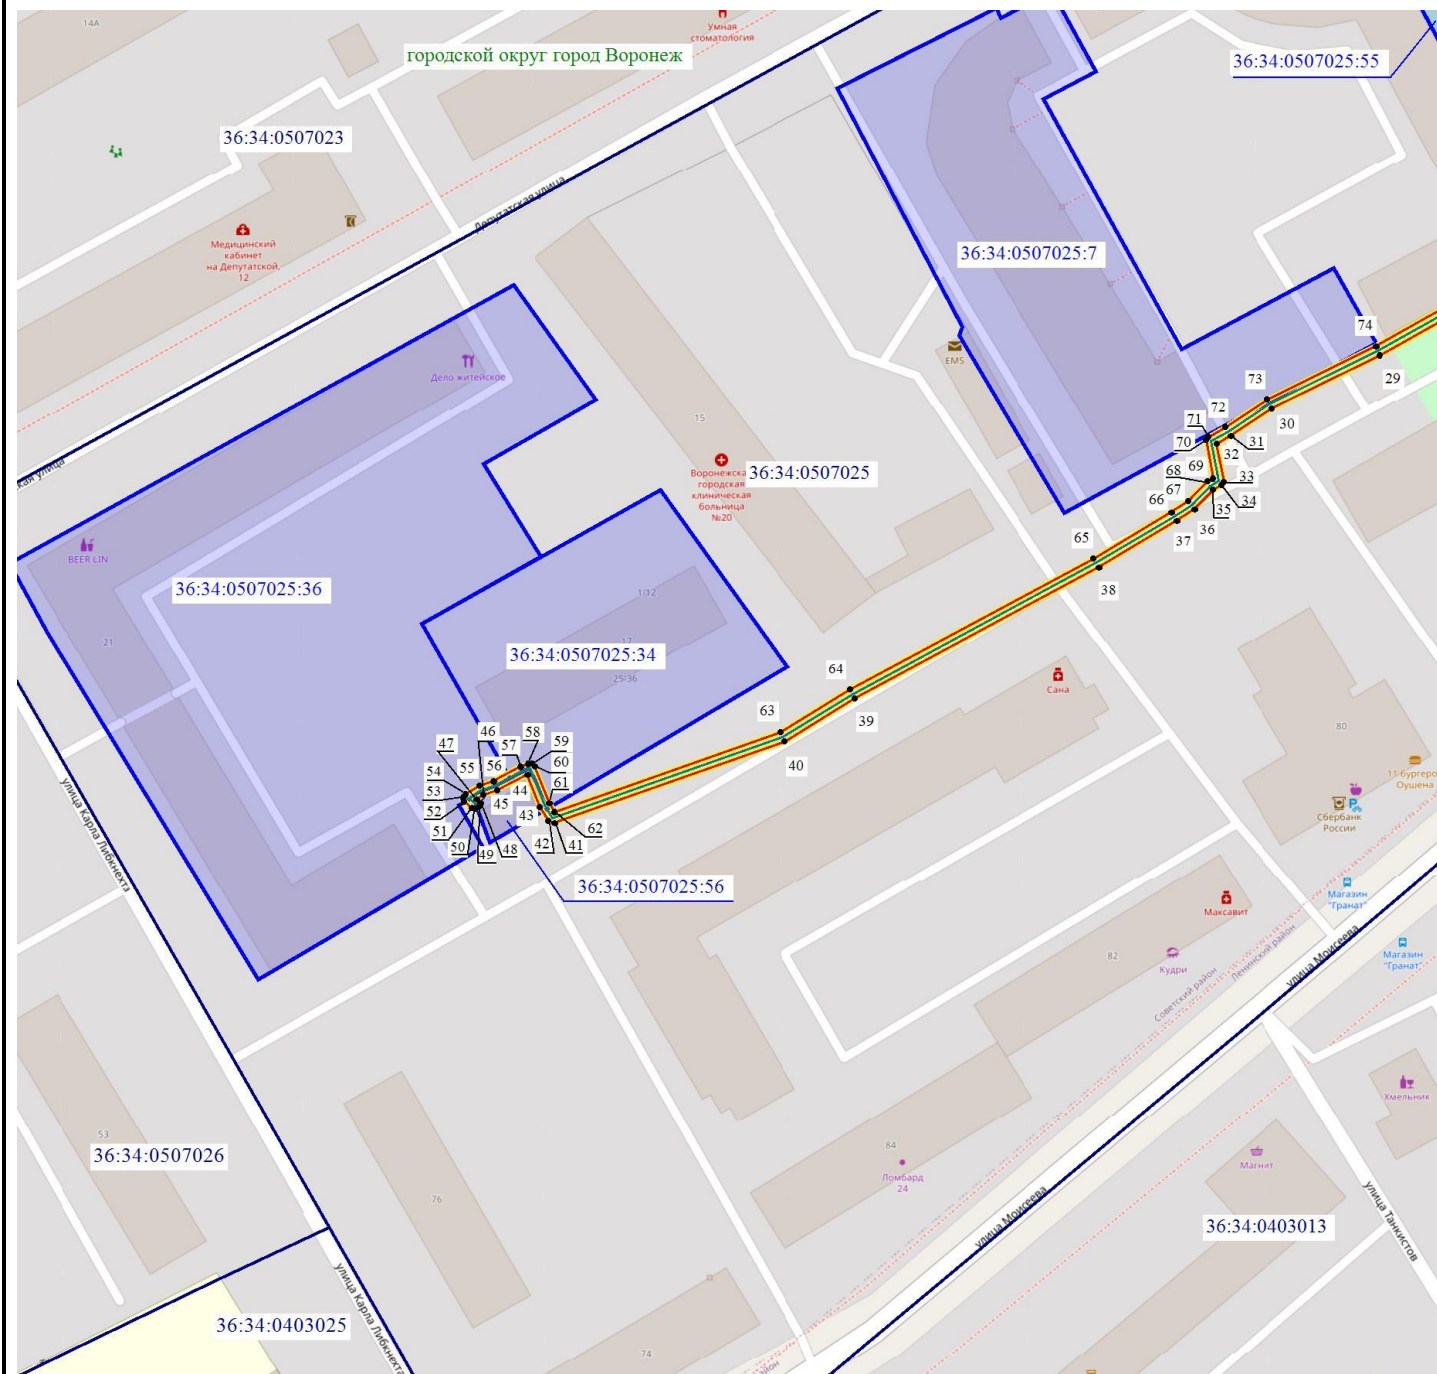 14А
Умная
стоматология
городской округ город Воронеж
36:34:0507025:55
36:34:0507023
Депутатская улица
Медицинский
кабинет
на Депутатской,
12
36:34:0507025:7
74
EMS
29
Дело житейское
73
30
15
72
71
31
70
32
кая улица
Воронежска
городская
клиническая
больница
№20
36:34:0507025
69
68
33
67
34
66
35
36
37
65
BEER LIN
38
36:34:0507025:36
1/12
21
17
36:34:0507025:34
25/36
64
Сана
39
63
80
46
58
47
57
59
40
11 бургеро
Оушена
54
55
56
60
53
44
61
52
45
43
62
Сбербанк
России
51
42
41
50
49
48
улица Карла Либкнехта
36:34:0507025:56
Магазин
"Гранат"
Максавит
82
Кудри
Ленинский район
Советский район
улица Моисеева
Магазин
"Гранат"
Хмельник
53
84
36:34:0507026
Магнит
Ломбард
24
76
улица Моисеева
36:34:0403013
улица Танкистов
улица Карла Либкнехта
36:34:0403025
74
йон